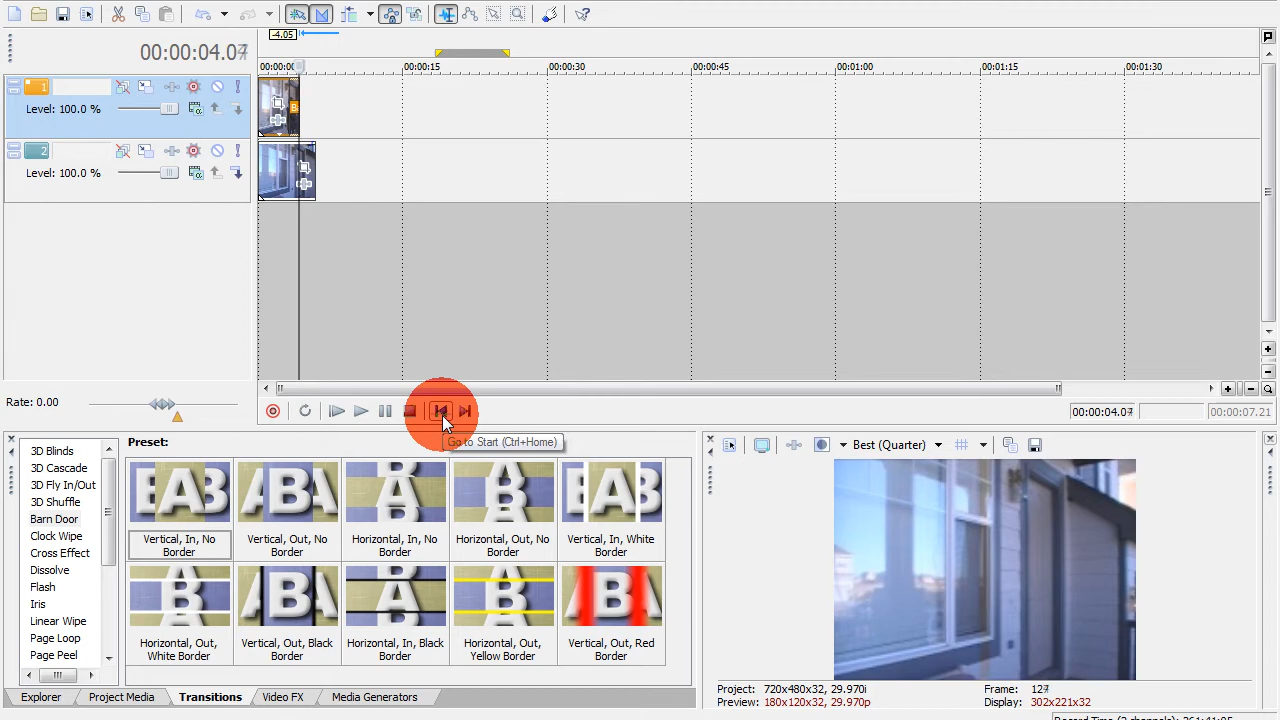 -4.05
00:00:04.07
00:00:00
00:00:15
00:00:30
00:00:45
00:01:00
00:01:15
00:01:30
1
Level: 100.0 %
B
2
Level: 100.0 %
Rate: 0.00
00:00:04.07
00:00:07.21
Go to Start (Ctrl+Home)
3D Blinds
3D Cascade
3D Fly In/Out
3D Shuffle
Barn Door
Clock Wipe
Cross Effect
Dissolve
Flash
Iris
Linear Wipe
Page Loop
Page Peel
Preset:
Vertical, In, No Border
Vertical, Out, No Border
Horizontal, In, No Border
Horizontal, Out, No Border
Vertical, In, White Border
Horizontal, Out, White Border
Vertical, Out, Black Border
Horizontal, In, Black Border
Horizontal, Out, Yellow Border
Vertical, Out, Red Border
Explorer
Project Media
Transitions
Video FX
Media Generators
Best (Quarter)
Project: 720x480x32, 29.970i
Preview: 180x120x32, 29.970p
Frame: 127
Display: 302x221x32